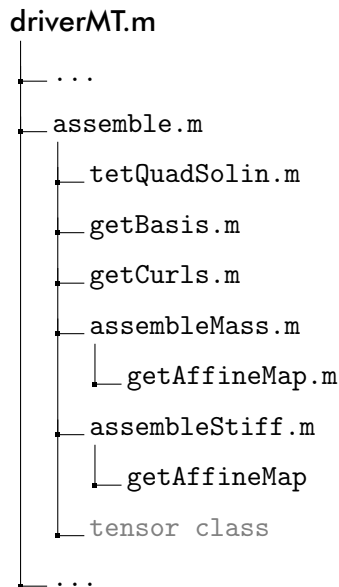 driverMT.m
...
assemble.m
tetQuadSolin.m
getBasis.m
getCurls.m
assembleMass.m
getAffineMap.m
assembleStiff.m
getAffineMap
tensor class
...